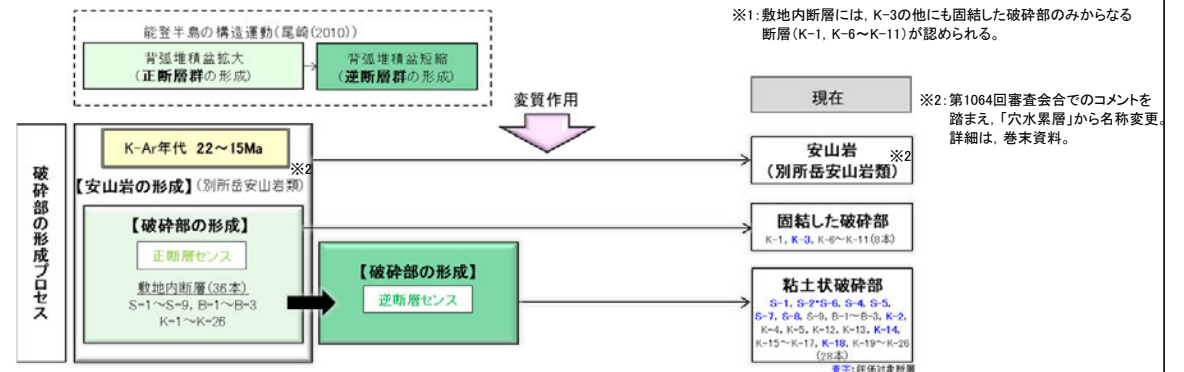 ※1：敷地内断層には，K-3の他にも固結した破砕部のみからなる
断層（K-1，K-6～K-11）が認められる。
能登半島の構造運動（尾崎（2010））
背弧堆積盆拡大
（正断層群の形成）
背弧堆積盆短縮
（逆断層群の形成）
変質作用
現在
※2：第1064回審査会合でのコメントを
踏まえ，「穴水累層」から名称変更。
詳細は，巻末資料。
破砕部の形成プロセス
K-Ar年代 22～15Ma
※2
【安山岩の形成】（別所岳安山岩類）
安山岩
※2
（別所岳安山岩類）
【破砕部の形成】
正断層センス
敷地内断層（36本）
S-1～S-9，B-1～B-3
K-1～K-26
【破砕部の形成】
逆断層センス
固結した破砕部
K-1，K-3，K-6～K-11（8本）
粘土状破砕部
S-1，S-2･S-6，S-4，S-5，
S-7，S-8，S-9，B-1～B-3，K-2，
K-4，K-5，K-12，K-13，K-14，
K-15～K-17，K-18，K-19～K-26
（28本）
青字：評価対象断層